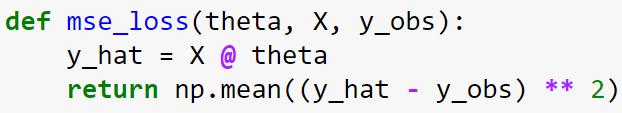 def mse_loss(theta, X, y_obs):
    y_hat = X @ theta
    return np.mean((y_hat - y_obs) ** 2)